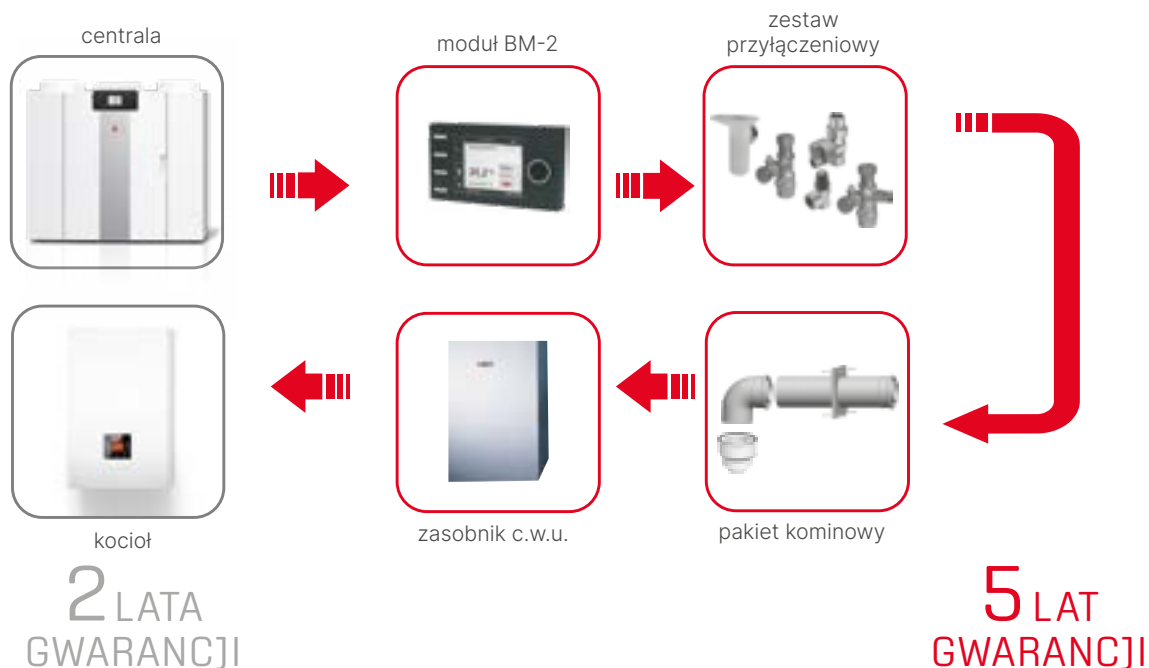 centrala
moduł BM-2
zestaw
przyłączeniowy
kocioł
zasobnik c.w.u.
pakiet kominowy
2 LATA
GWARANCJI
5 LAT
GWARANCJI